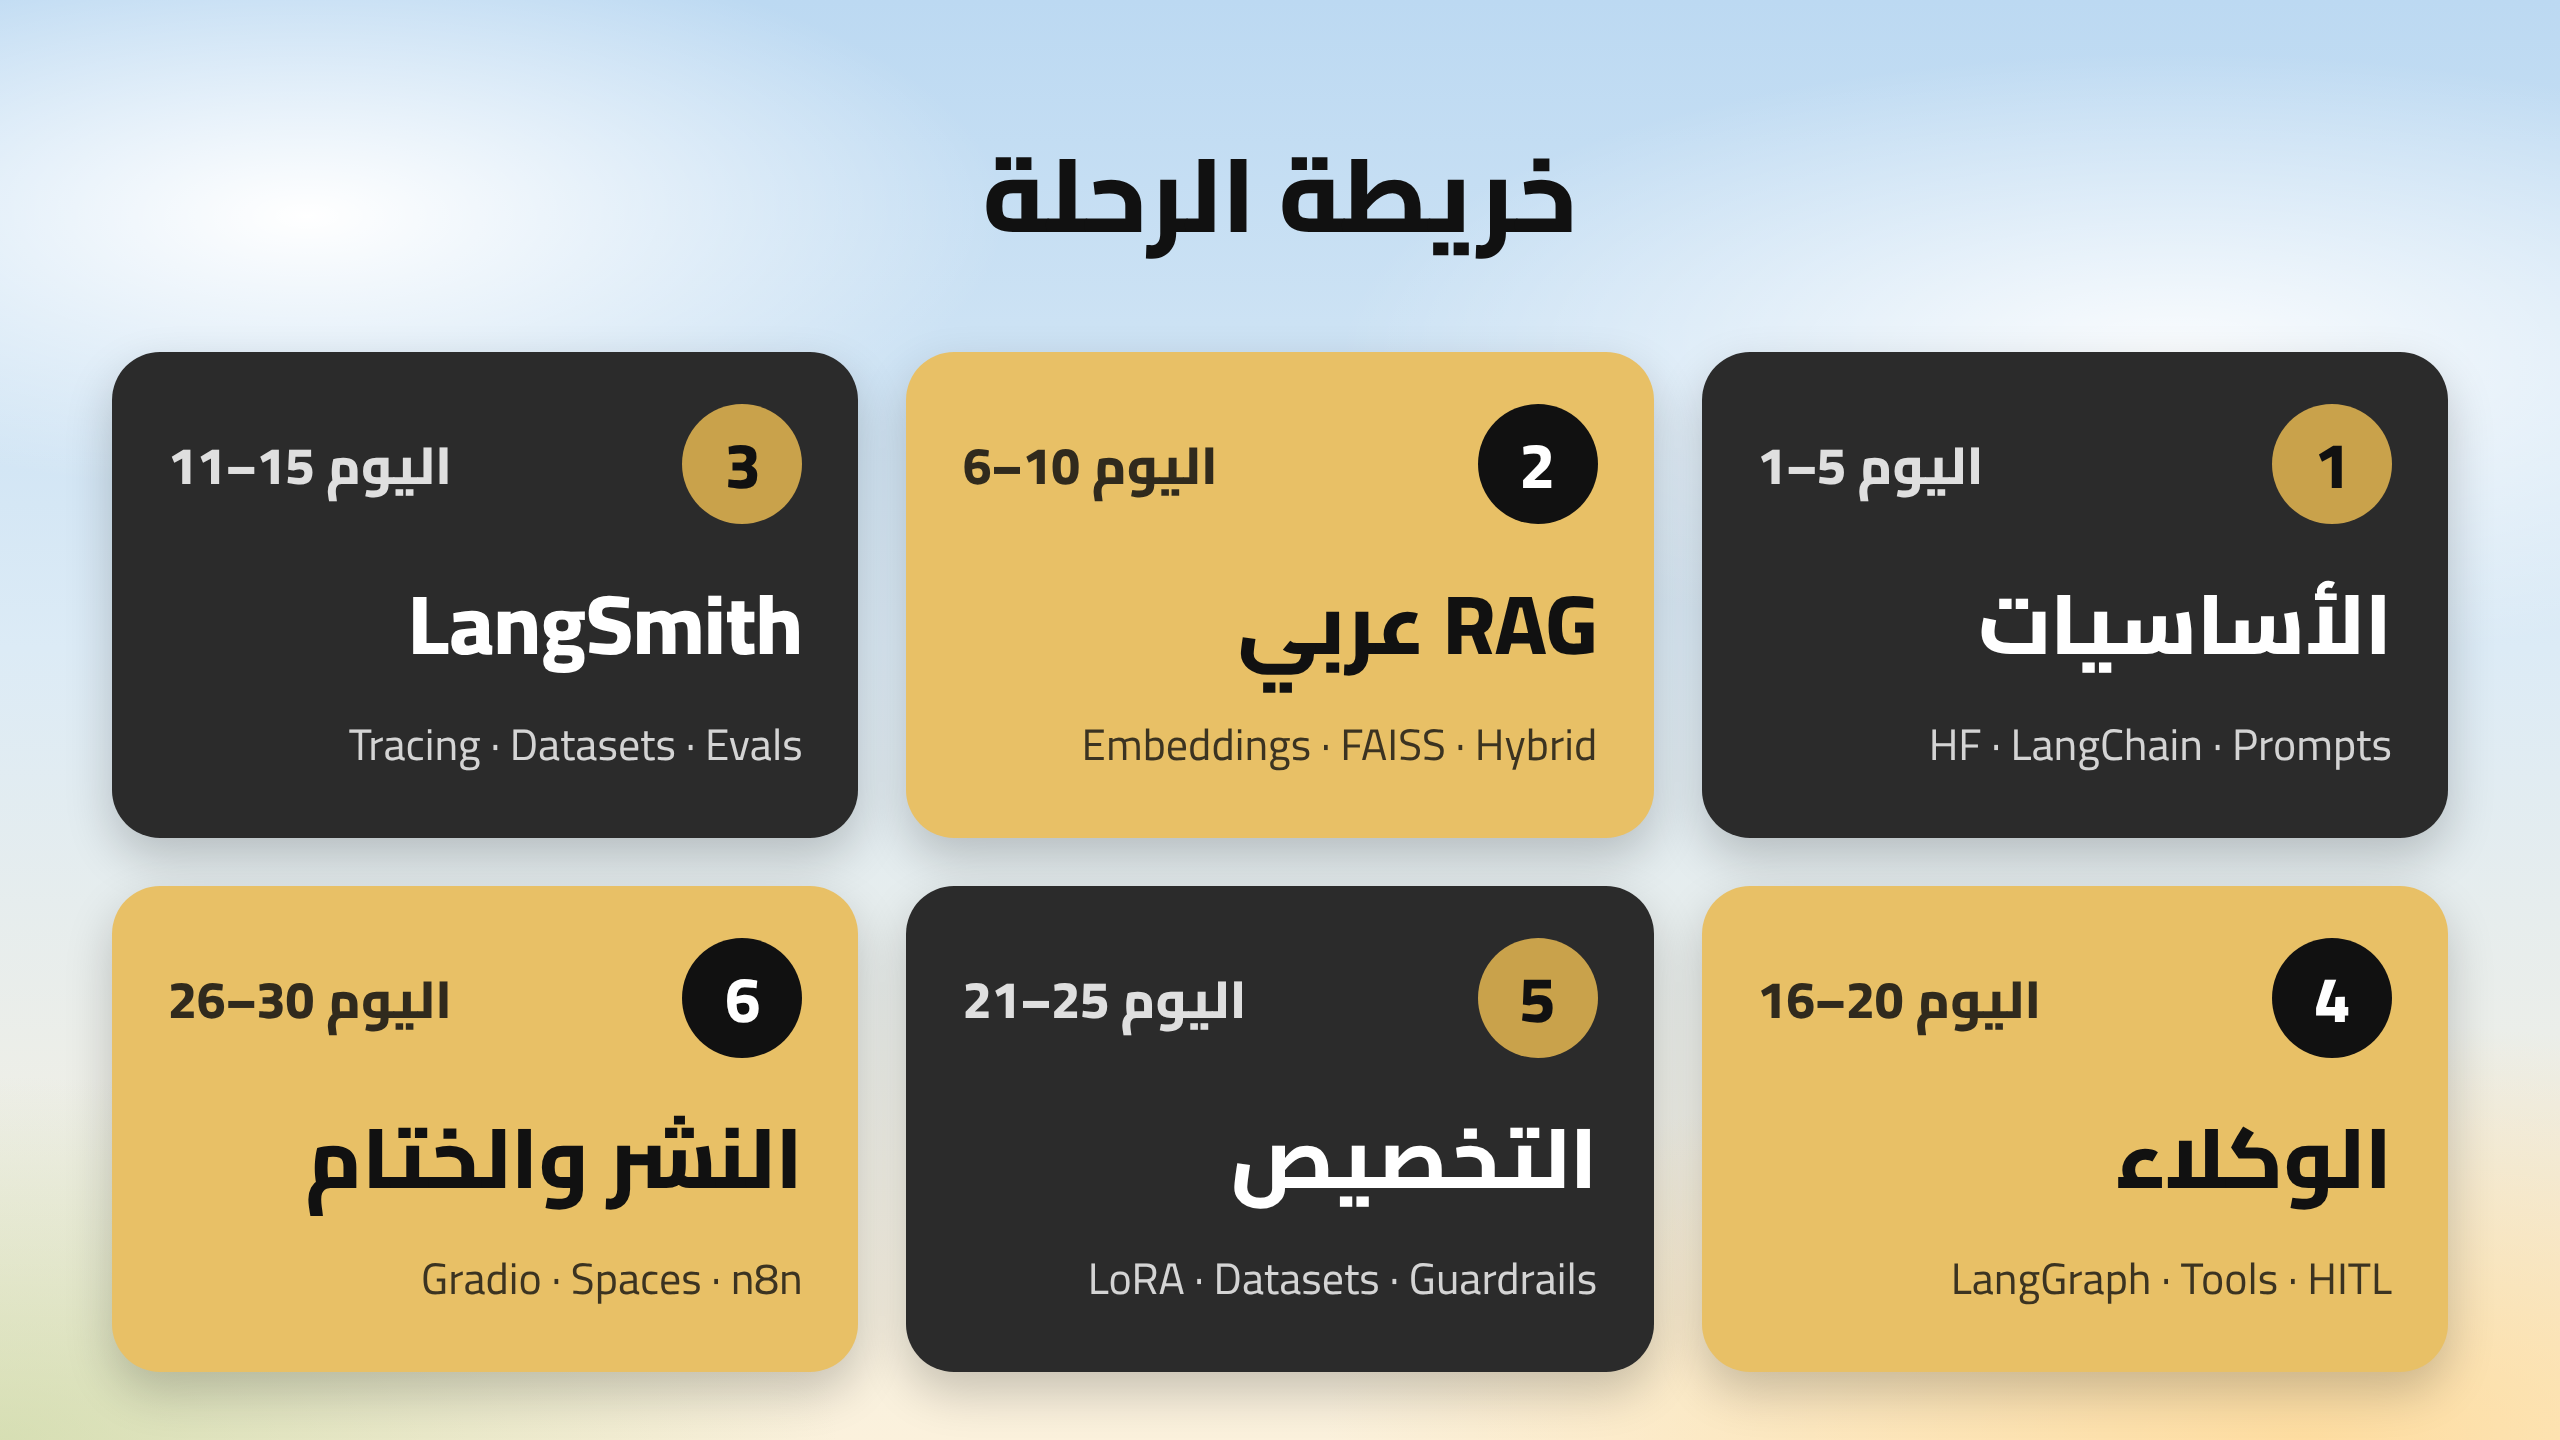 خريطة الرحلة
1
اليوم 1–5
الأساسيات
HF · LangChain · Prompts
2
اليوم 6–10
RAG عربي
Embeddings · FAISS · Hybrid
3
اليوم 11–15
LangSmith
Tracing · Datasets · Evals
4
اليوم 16–20
الوكلاء
LangGraph · Tools · HITL
5
اليوم 21–25
التخصيص
LoRA · Datasets · Guardrails
6
اليوم 26–30
النشر والختام
Gradio · Spaces · n8n